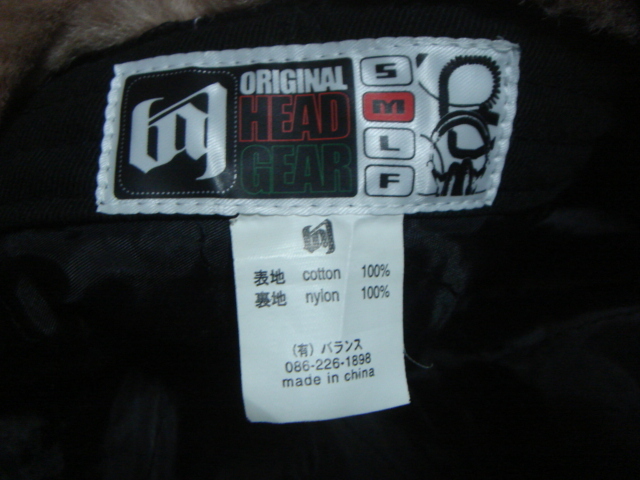 ORIGINAL
HEAD
GEAR
S
M
L
F
表地 cotton 100%
裏地 nylon 100%
(有) バランス
086-226-1898
made in china